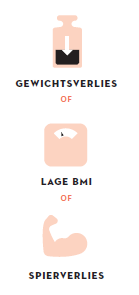 GEWICHTSVERLIES
OF
LAGE BMI
OF
SPIERVERLIES